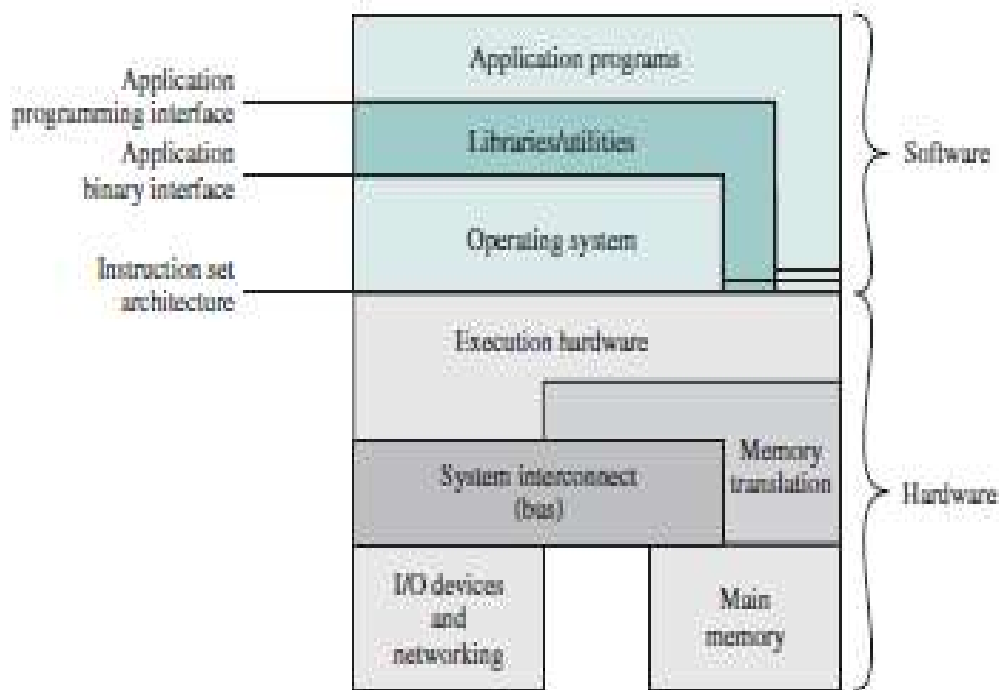 Application programs
Application
programming interface
Libraries/utilities
Application
binary interface
Software
Operating system
Instruction set
architecture
Execution hardware
Memory
translation
System interconnect
(bus)
Hardware
I/O devices
and
networking
Main
memory